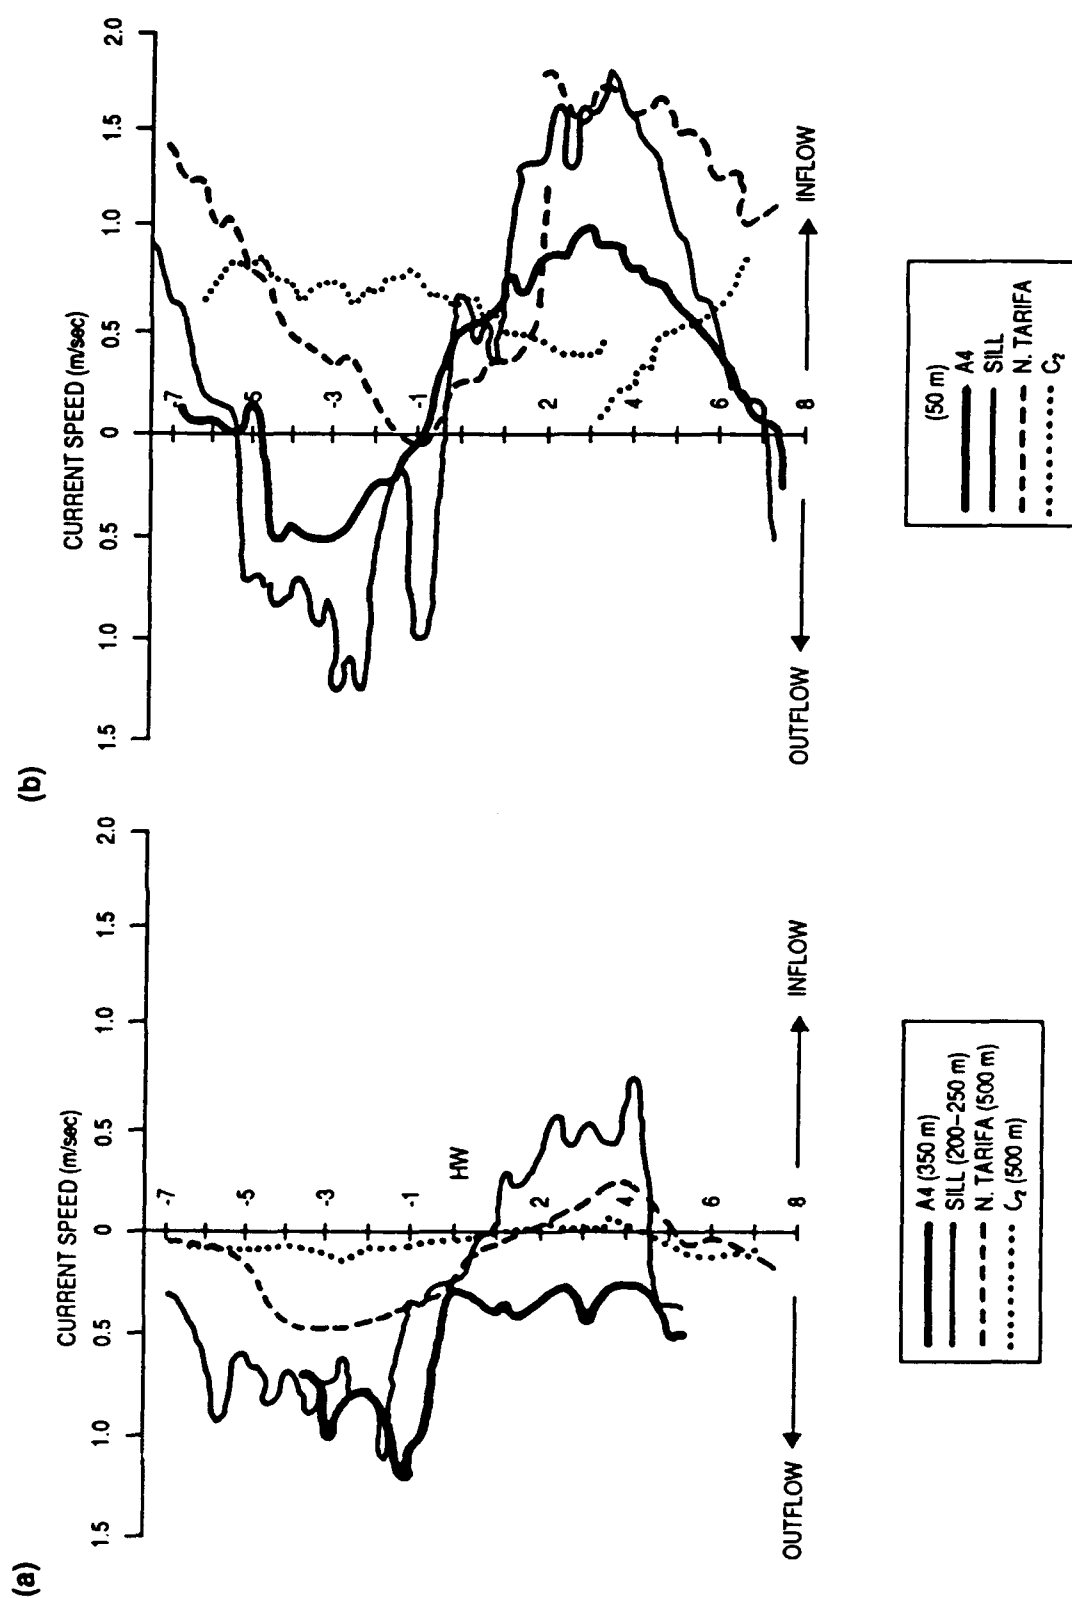 (a)
CURRENT SPEED (m/sec)
1.5 1.0 0.5 0 0.5 1.0 1.5 2.0
-7
-5
-3
-1
HW
2
4
6
8
OUTFLOW INFLOW
A4 (350 m)
SILL (200-250 m)
N. TARIFA (500 m)
C₂ (500 m)
(b)
CURRENT SPEED (m/sec)
1.5 1.0 0.5 0 0.5 1.0 1.5 2.0
-7
-5
-3
-1
2
4
6
8
OUTFLOW INFLOW
(50 m)
A4
SILL
N. TARIFA
C₂